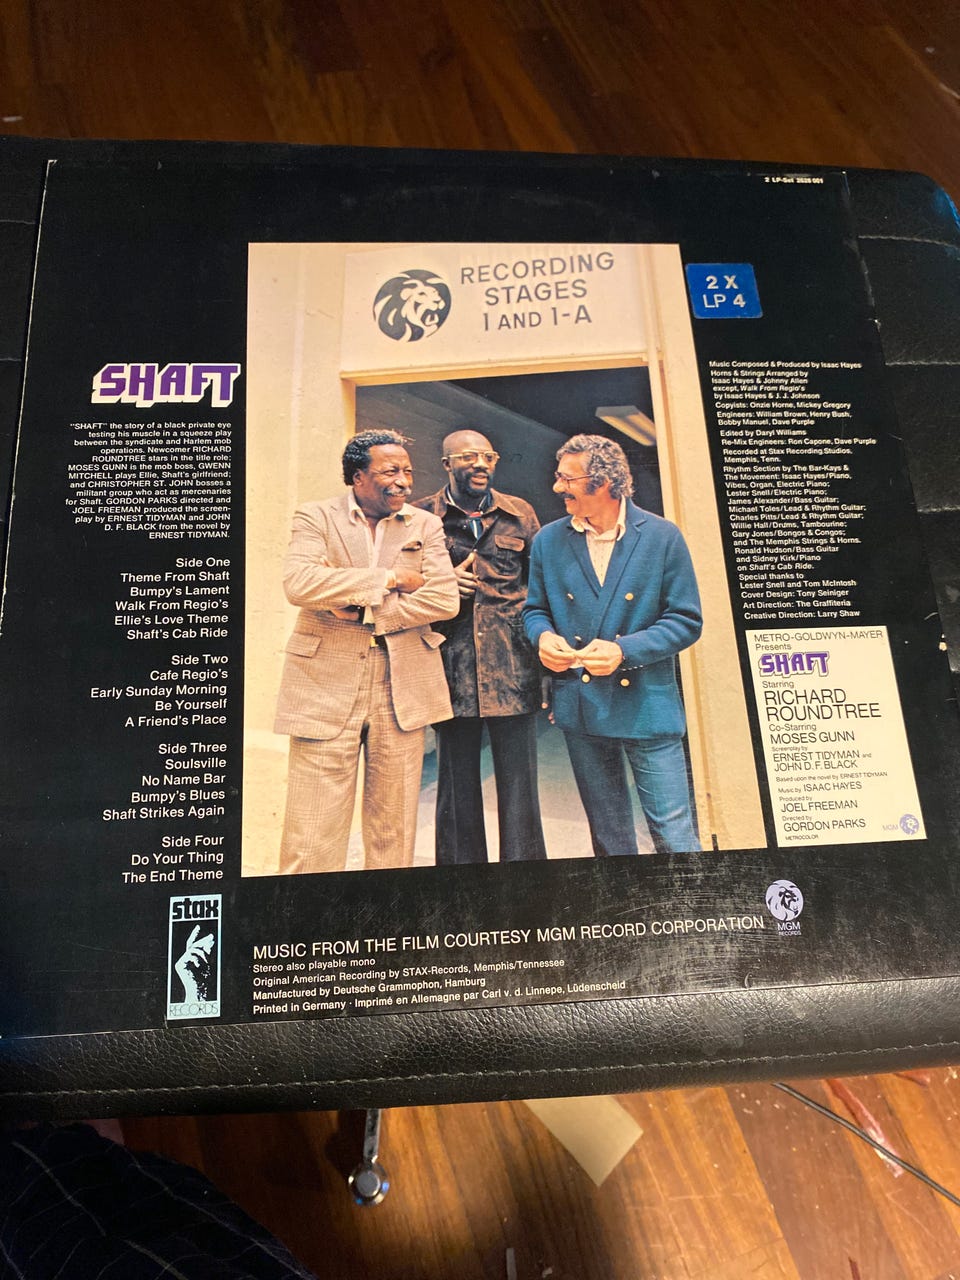 2 LP-Set 2628 001
RECORDING
STAGES
1 AND 1-A
2 X
LP 4
SHAFT
"SHAFT" the story of a black private eye
testing his muscle in a squeeze play
between the syndicate and Harlem mob
operations. Newcomer RICHARD
ROUNDTREE stars in the title role;
MOSES GUNN is the mob boss, GWENN
MITCHELL plays Ellie, Shaft's girlfriend;
and CHRISTOPHER ST. JOHN bosses a
militant group who act as mercenaries
for Shaft. GORDON PARKS directed and
JOEL FREEMAN produced the screen-
play by ERNEST TIDYMAN and JOHN
D. F. BLACK from the novel by
ERNEST TIDYMAN.
Side One
Theme From Shaft
Bumpy's Lament
Walk From Regio's
Ellie's Love Theme
Shaft's Cab Ride
Side Two
Cafe Regio's
Early Sunday Morning
Be Yourself
A Friend's Place
Side Three
Soulsville
No Name Bar
Bumpy's Blues
Shaft Strikes Again
Side Four
Do Your Thing
The End Theme
Music Composed & Produced by Isaac Hayes
Horns & Strings Arranged by
Isaac Hayes & Johnny Allen
except, Walk From Regio's
by Isaac Hayes & J. J. Johnson
Copyists: Onzie Horne, Mickey Gregory
Engineers: William Brown, Henry Bush,
Bobby Manuel, Dave Purple
Edited by Daryl Williams
Re-Mix Engineers: Ron Capone, Dave Purple
Recorded at Stax Recording Studios,
Memphis, Tenn.
Rhythm Section by The Bar-Kays &
The Movement: Isaac Hayes/Piano,
Vibes, Organ, Electric Piano;
Lester Snell/Electric Piano;
James Alexander/Bass Guitar;
Michael Toles/Lead & Rhythm Guitar;
Charles Pitts/Lead & Rhythm Guitar;
Willie Hall/Drums, Tambourine;
Gary Jones/Bongos & Congos;
and The Memphis Strings & Horns.
Ronald Hudson/Bass Guitar
and Sidney Kirk/Piano
on Shaft's Cab Ride.
Special thanks to
Lester Snell and Tom McIntosh
Cover Design: Tony Seiniger
Art Direction: The Graffiteria
Creative Direction: Larry Shaw
METRO-GOLDWYN-MAYER
Presents
SHAFT
Starring
RICHARD
ROUNDTREE
Co-Starring
MOSES GUNN
Screenplay by
ERNEST TIDYMAN and
JOHN D. F. BLACK
Based upon the novel by ERNEST TIDYMAN
Music by ISAAC HAYES
Produced by
JOEL FREEMAN
Directed by
GORDON PARKS
METROCOLOR
MGM
stax
RECORDS
MUSIC FROM THE FILM COURTESY MGM RECORD CORPORATION
MGM
RECORDS
Stereo also playable mono
Original American Recording by STAX-Records, Memphis/Tennessee
Manufactured by Deutsche Grammophon, Hamburg
Printed in Germany · Imprimé en Allemagne par Carl v. d. Linnepe, Lüdenscheid